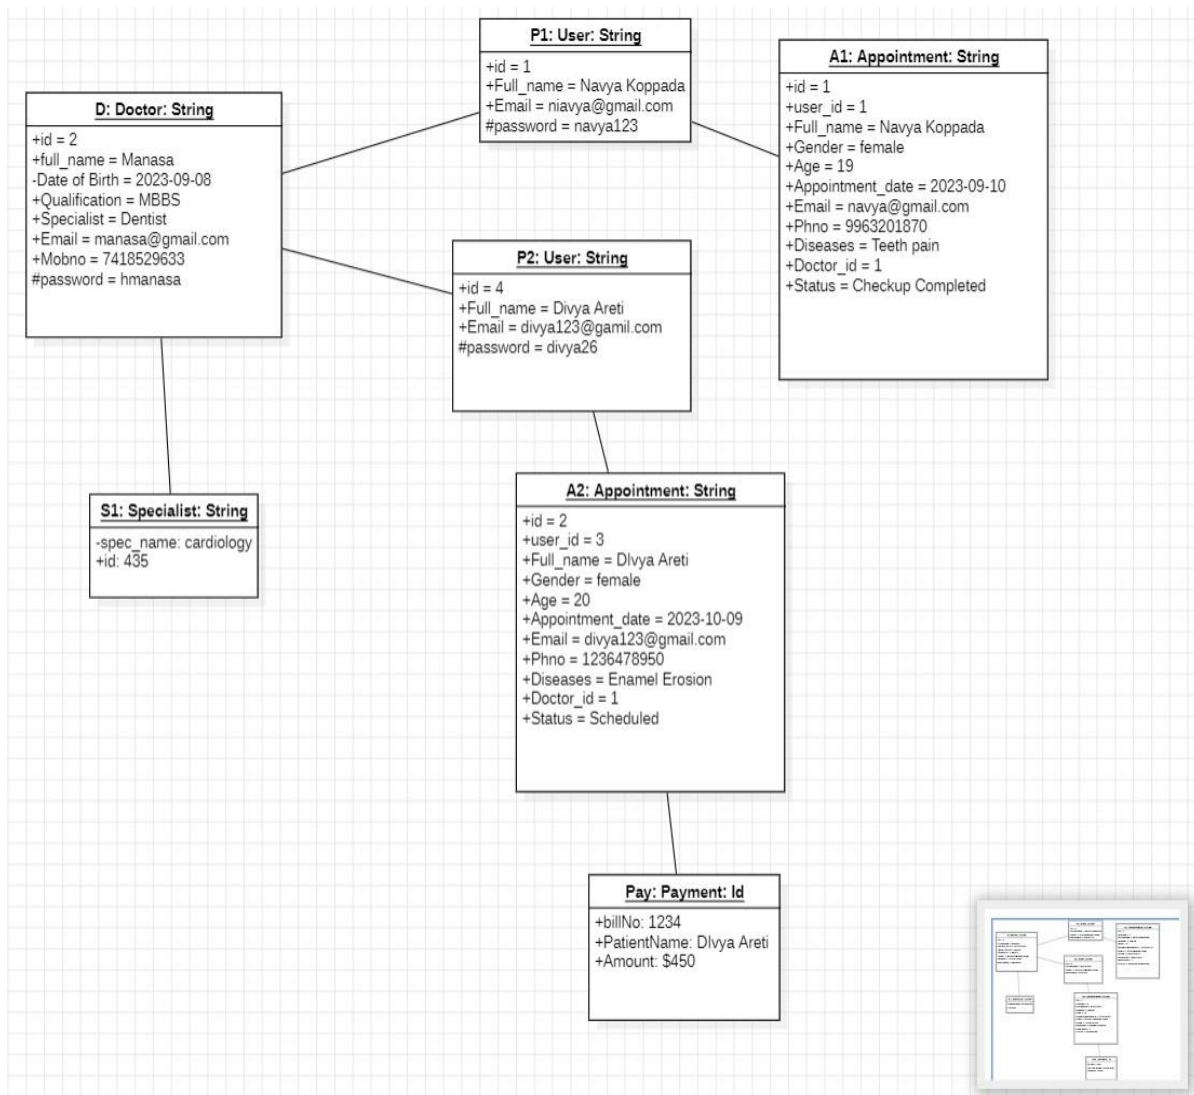 P1: User: String
+id = 1
+Full_name = Navya Koppada
+Email = niavya@gmail.com
#password = navya123
A1: Appointment: String
+id = 1
+user_id = 1
+Full_name = Navya Koppada
+Gender = female
+Age = 19
+Appointment_date = 2023-09-10
+Email = navya@gmail.com
+Phno = 9963201870
+Diseases = Teeth pain
+Doctor_id = 1
+Status = Checkup Completed
D: Doctor: String
+id = 2
+full_name = Manasa
-Date of Birth = 2023-09-08
+Qualification = MBBS
+Specialist = Dentist
+Email = manasa@gmail.com
+Mobno = 7418529633
#password = hmanasa
P2: User: String
+id = 4
+Full_name = Divya Areti
+Email = divya123@gamil.com
#password = divya26
S1: Specialist: String
-spec_name: cardiology
+id: 435
A2: Appointment: String
+id = 2
+user_id = 3
+Full_name = DIvya Areti
+Gender = female
+Age = 20
+Appointment_date = 2023-10-09
+Email = divya123@gmail.com
+Phno = 1236478950
+Diseases = Enamel Erosion
+Doctor_id = 1
+Status = Scheduled
Pay: Payment: Id
+billNo: 1234
+PatientName: DIvya Areti
+Amount: $450